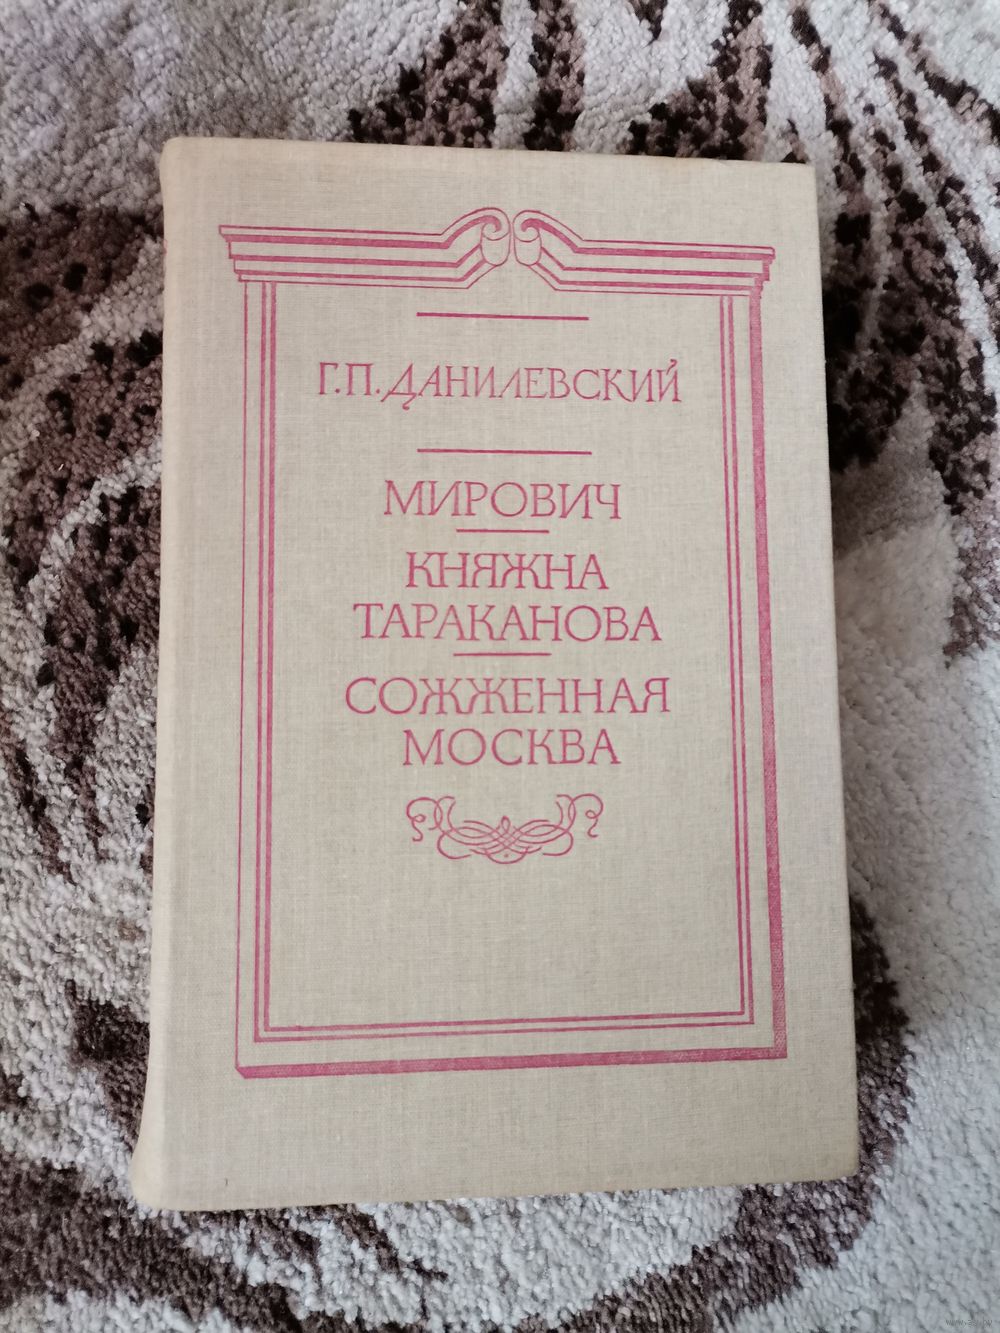 Г.П.ДАНИЛЕВСКИЙ
МИРОВИЧ
КНЯЖНА
ТАРАКАНОВА
СОЖЖЕННАЯ
МОСКВА